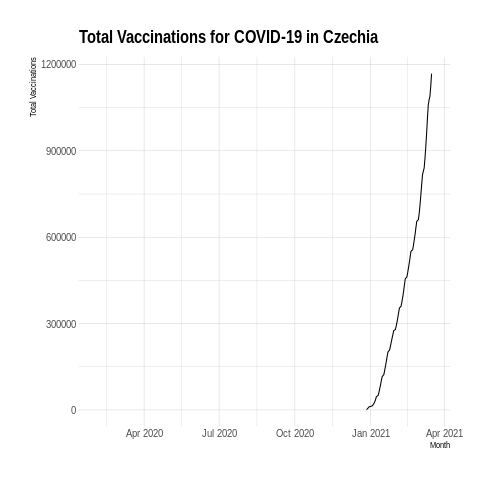 Total Vaccinations for COVID-19 in Czechia
Total Vaccinations
1200000
900000
600000
300000
0
Apr 2020 Jul 2020 Oct 2020 Jan 2021 Apr 2021
Month